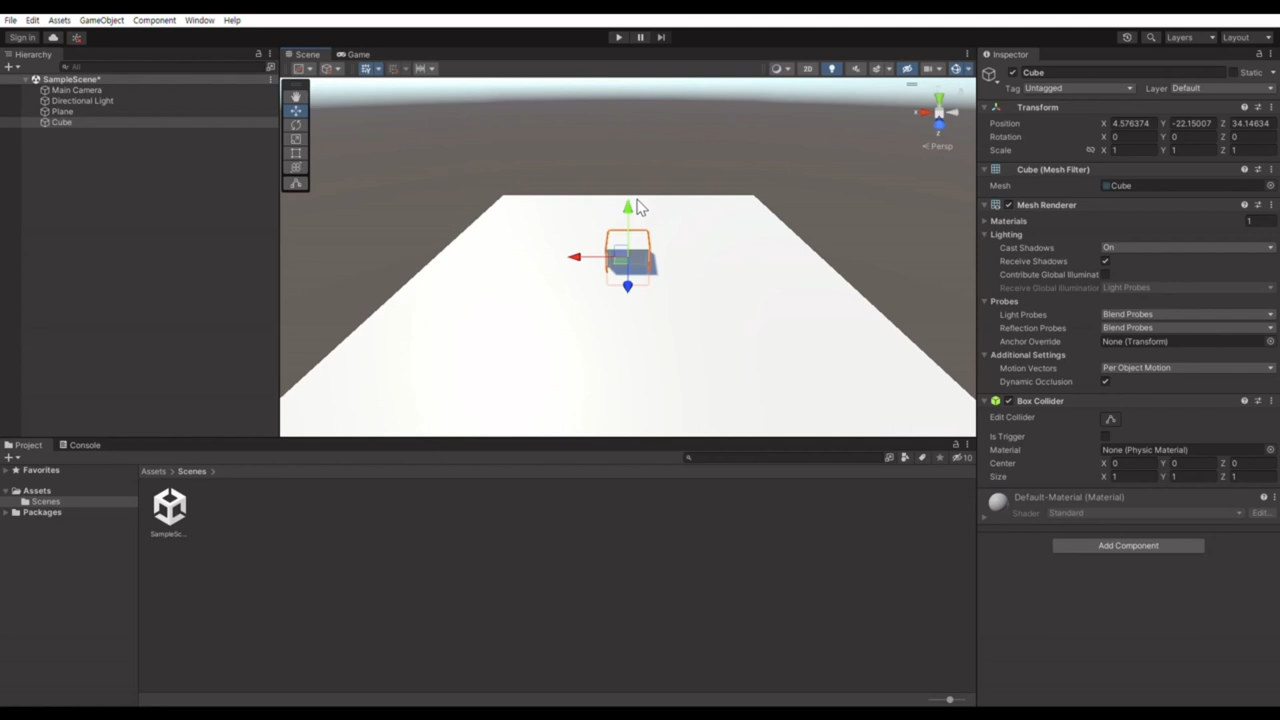 File Edit Assets GameObject Component Window Help
Sign in Layers Layout
Hierarchy
All
SampleScene*
Main Camera
Directional Light
Plane
Cube
Scene Game
2D
x
z
Persp
Inspector
Cube Static
Tag Untagged Layer Default
Transform
Position X 4.576374 Y -22.15007 Z 34.14634
Rotation X 0 Y 0 Z 0
Scale X 1 Y 1 Z 1
Cube (Mesh Filter)
Mesh Cube
Mesh Renderer
Materials 1
Lighting
Cast Shadows On
Receive Shadows
Contribute Global Illuminat
Receive Global Illumination Light Probes
Probes
Light Probes Blend Probes
Reflection Probes Blend Probes
Anchor Override None (Transform)
Additional Settings
Motion Vectors Per Object Motion
Dynamic Occlusion
Box Collider
Edit Collider
Is Trigger
Material None (Physic Material)
Center X 0 Y 0 Z 0
Size X 1 Y 1 Z 1
Default-Material (Material)
Shader Standard Edit...
Add Component
Project Console
10
Favorites
Assets
Scenes
Packages
Assets > Scenes >
SampleSc...